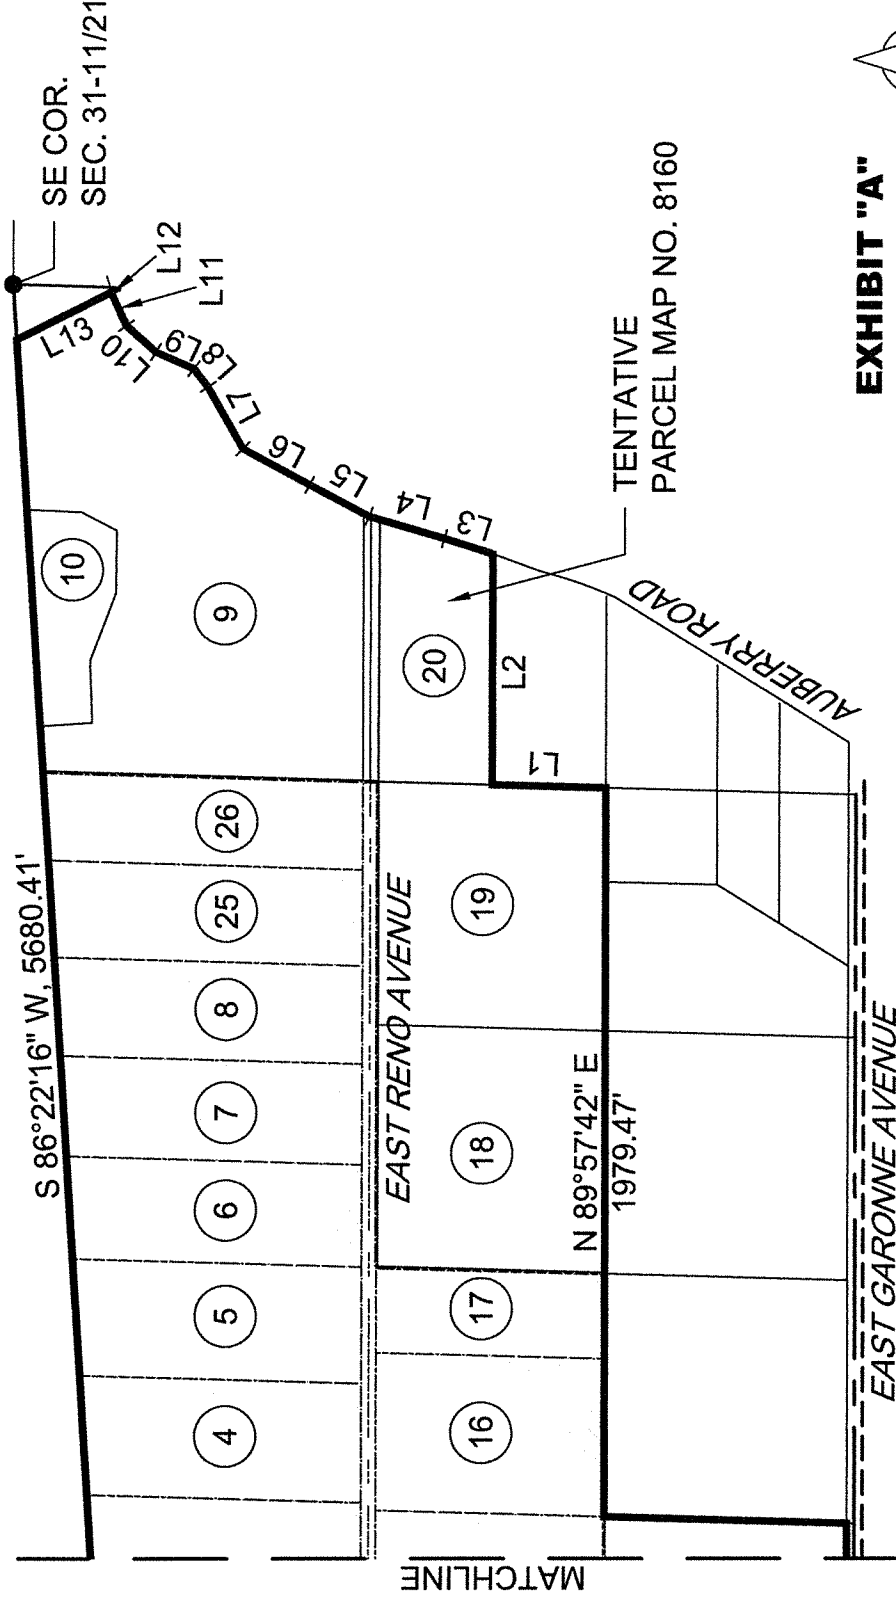 SE COR.
SEC. 31-11/21
L13
L12
L11
L10
L9
L8
L7
L6
L5
L4
L3
L2
L1
S 86°22'16" W, 5680.41'
10
9
26
25
8
7
6
5
4
EAST RENO AVENUE
20
19
18
17
16
TENTATIVE
PARCEL MAP NO. 8160
N 89°57'42" E
1979.47'
AUBERRY ROAD
EAST GARONNE AVENUE
MATCHLINE
EXHIBIT "A"